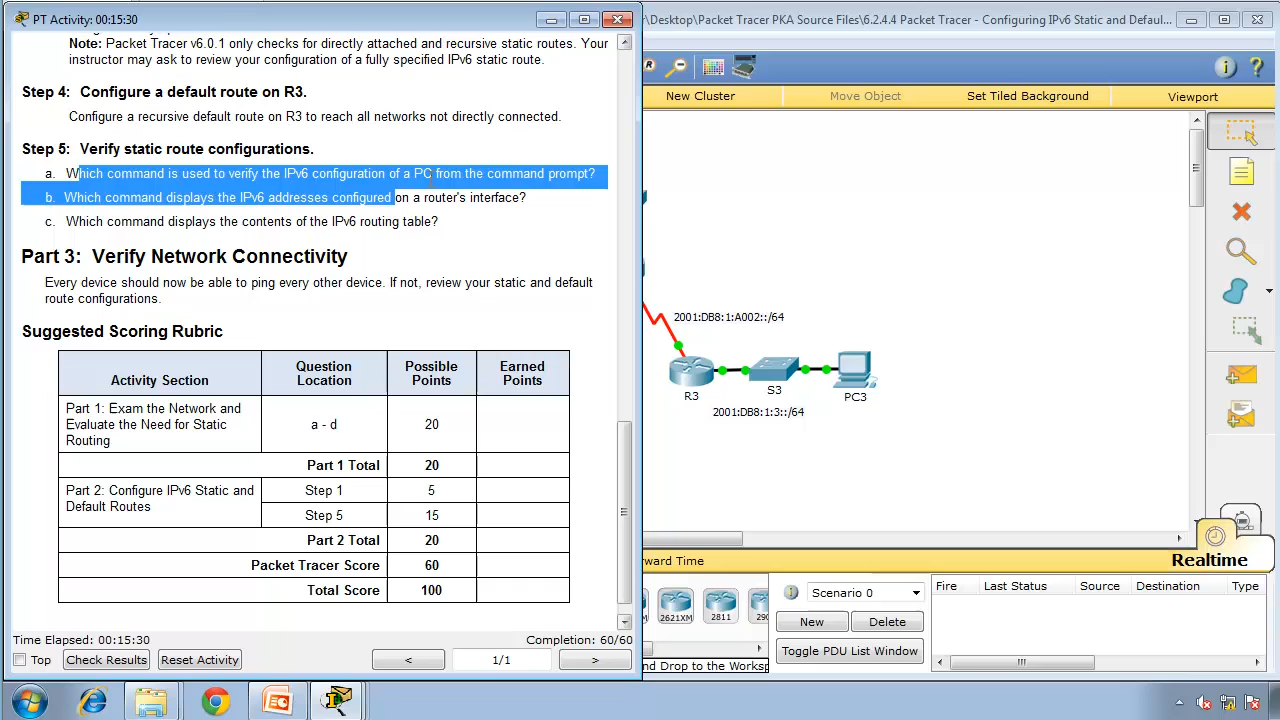 PT Activity: 00:15:30
\Desktop\Packet Tracer PKA Source Files\6.2.4.4 Packet Tracer - Configuring IPv6 Static and Defaul...
Note: Packet Tracer v6.0.1 only checks for directly attached and recursive static routes. Your
instructor may ask to review your configuration of a fully specified IPv6 static route.
Step 4: Configure a default route on R3.
Configure a recursive default route on R3 to reach all networks not directly connected.
Step 5: Verify static route configurations.
a. Which command is used to verify the IPv6 configuration of a PC from the command prompt?
b. Which command displays the IPv6 addresses configured on a router's interface?
c. Which command displays the contents of the IPv6 routing table?
Part 3: Verify Network Connectivity
Every device should now be able to ping every other device. If not, review your static and default
route configurations.
Suggested Scoring Rubric
Activity Section Question Location Possible Points Earned Points
Part 1: Exam the Network and
Evaluate the Need for Static
Routing
a - d 20
Part 1 Total 20
Part 2: Configure IPv6 Static and
Default Routes
Step 1 5
Step 5 15
Part 2 Total 20
Packet Tracer Score 60
Total Score 100
Time Elapsed: 00:15:30 Completion: 60/60
Top Check Results Reset Activity < 1/1 >
R
New Cluster Move Object Set Tiled Background Viewport
2001:DB8:1:A002::/64
R3 S3 PC3
2001:DB8:1:3::/64
Realtime
2621XM 2811
Scenario 0
New Delete
Toggle PDU List Window
Fire Last Status Source Destination Type